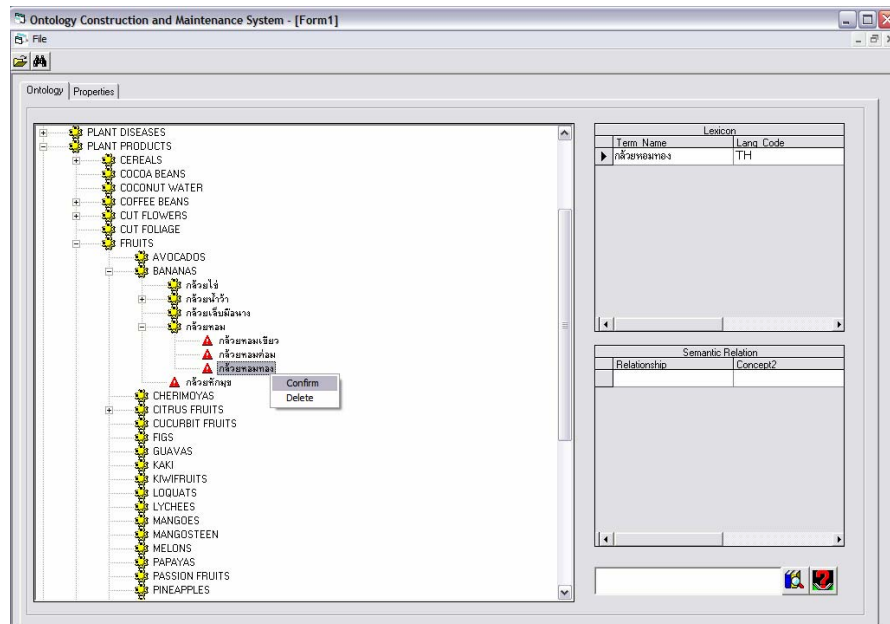 Ontology Construction and Maintenance System - [Form1]
File
Ontology Properties
PLANT DISEASES
PLANT PRODUCTS
CEREALS
COCOA BEANS
COCONUT WATER
COFFEE BEANS
CUT FLOWERS
CUT FOLIAGE
FRUITS
AVOCADOS
BANANAS
กล้วยไข่
กล้วยน้ำว้า
กล้วยเล็บมือนาง
กล้วยหอม
กล้วยหอมเขียว
กล้วยหอมค่อม
กล้วยหอมทอง
กล้วยหักมุข
Confirm
Delete
CHERIMOYAS
CITRUS FRUITS
CUCURBIT FRUITS
FIGS
GUAVAS
KAKI
KIWIFRUITS
LOQUATS
LYCHEES
MANGOES
MANGOSTEEN
MELONS
PAPAYAS
PASSION FRUITS
PINEAPPLES
Lexicon
Term Name Lang Code
กล้วยหอมทอง TH
Semantic Relation
Relationship Concept2